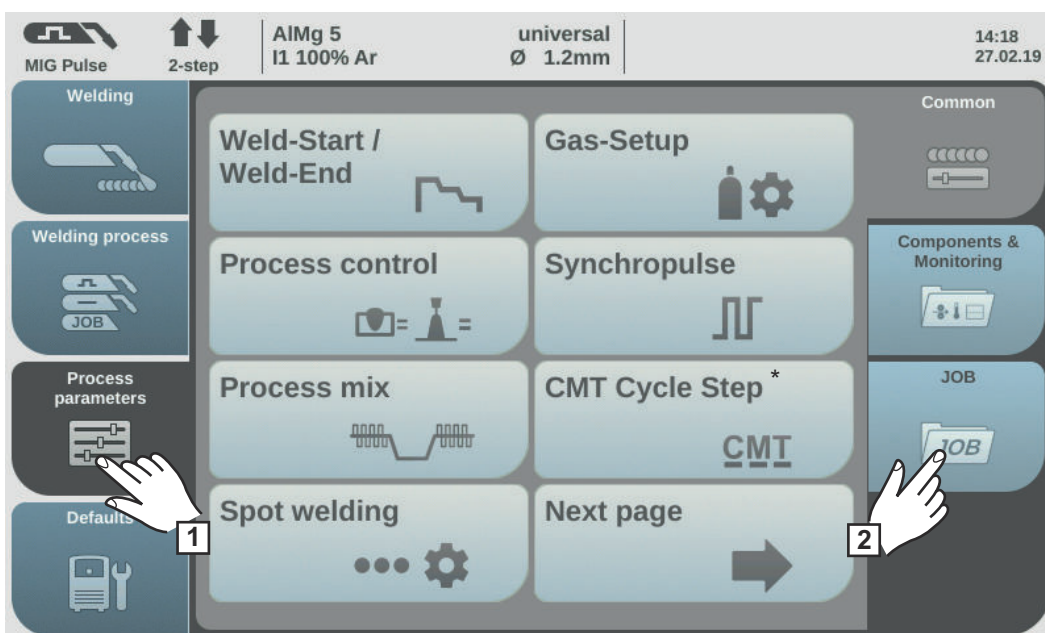 MIG Pulse
2-step
AlMg 5
I1 100% Ar
universal
Ø 1.2mm
14:18
27.02.19
Welding
Welding process
JOB
Process
parameters
Defaults
1
Weld-Start /
Weld-End
Gas-Setup
Process control
= =
Synchropulse
Process mix
CMT Cycle Step *
CMT
Spot welding
Next page
Common
Components &
Monitoring
JOB
JOB
2